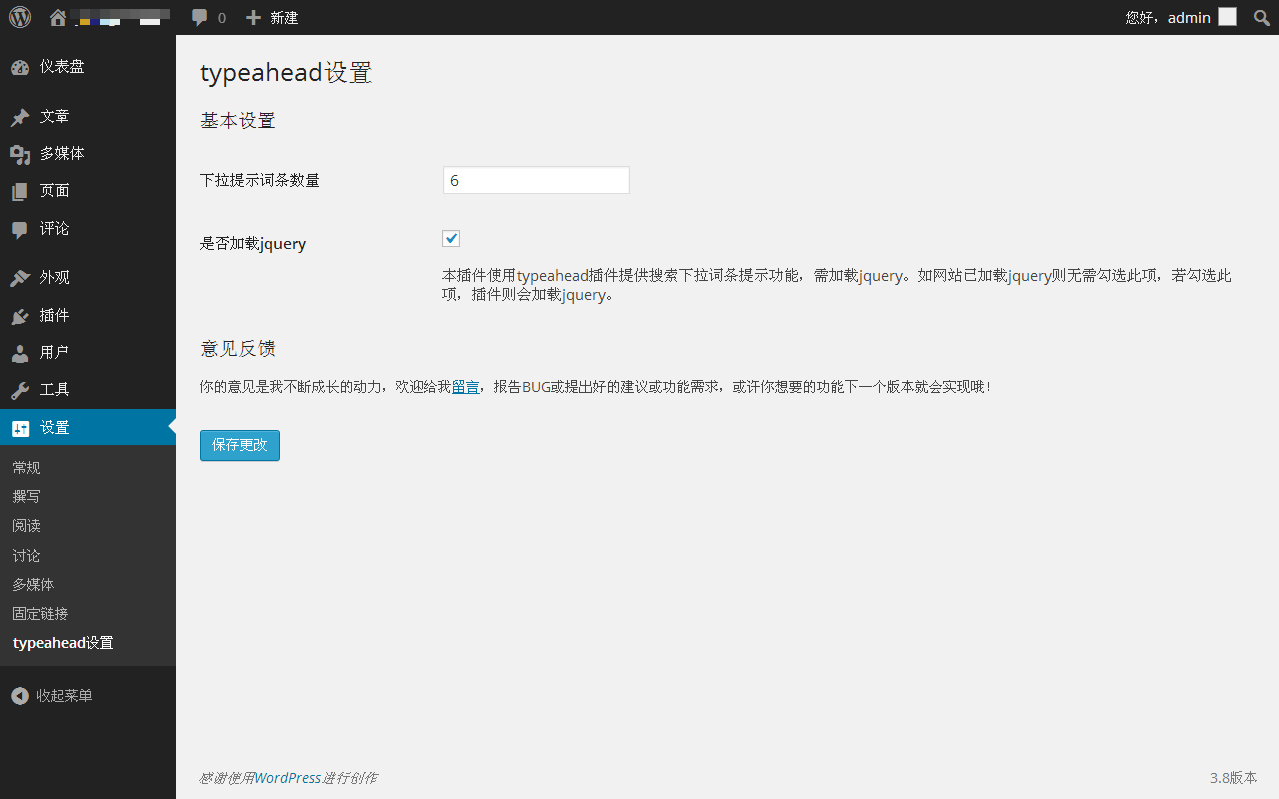 0 新建
您好，admin
仪表盘
文章
多媒体
页面
评论
外观
插件
用户
工具
设置
常规
撰写
阅读
讨论
多媒体
固定链接
typeahead设置
收起菜单
typeahead设置
基本设置
下拉提示词条数量 6
是否加载jquery
本插件使用typeahead插件提供搜索下拉词条提示功能，需加载jquery。如网站已加载jquery则无需勾选此项，若勾选此
项，插件则会加载jquery。
意见反馈
你的意见是我不断成长的动力，欢迎给我留言，报告BUG或提出好的建议或功能需求，或许你想要的功能下一个版本就会实现哦！
保存更改
感谢使用WordPress进行创作
3.8版本